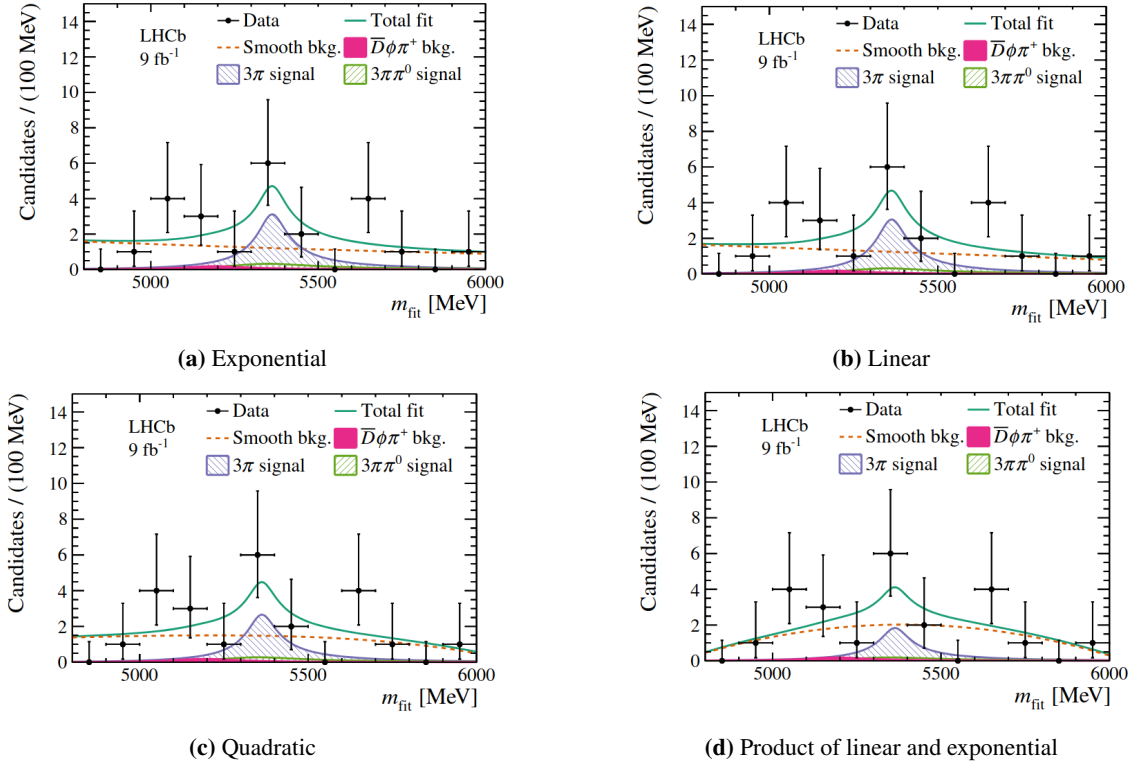 Candidates / (100 MeV)
14
12
10
8
6
4
2
0
LHCb
9 fb⁻¹
Data
Total fit
Smooth bkg.
D̅ϕπ⁺ bkg.
3π signal
3ππ⁰ signal
5000
5500
6000
m_fit [MeV]
(a) Exponential
Candidates / (100 MeV)
14
12
10
8
6
4
2
0
LHCb
9 fb⁻¹
Data
Total fit
Smooth bkg.
D̅ϕπ⁺ bkg.
3π signal
3ππ⁰ signal
5000
5500
6000
m_fit [MeV]
(b) Linear
Candidates / (100 MeV)
14
12
10
8
6
4
2
0
LHCb
9 fb⁻¹
Data
Total fit
Smooth bkg.
D̅ϕπ⁺ bkg.
3π signal
3ππ⁰ signal
5000
5500
6000
m_fit [MeV]
(c) Quadratic
Candidates / (100 MeV)
14
12
10
8
6
4
2
0
LHCb
9 fb⁻¹
Data
Total fit
Smooth bkg.
D̅ϕπ⁺ bkg.
3π signal
3ππ⁰ signal
5000
5500
6000
m_fit [MeV]
(d) Product of linear and exponential